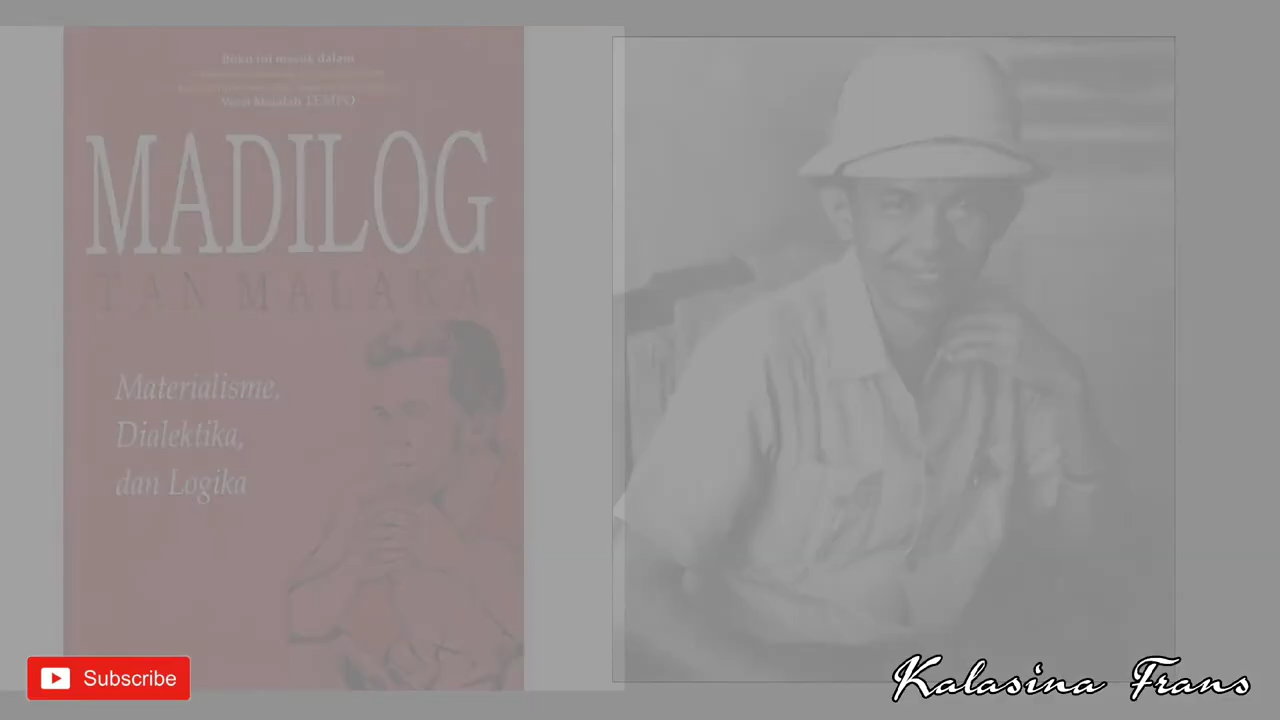 Buku ini masuk dalam
Versi Majalah TEMPO
MADILOG
TAN MALAKA
Materialisme,
Dialektika,
dan Logika
Subscribe
Kalasina Frans